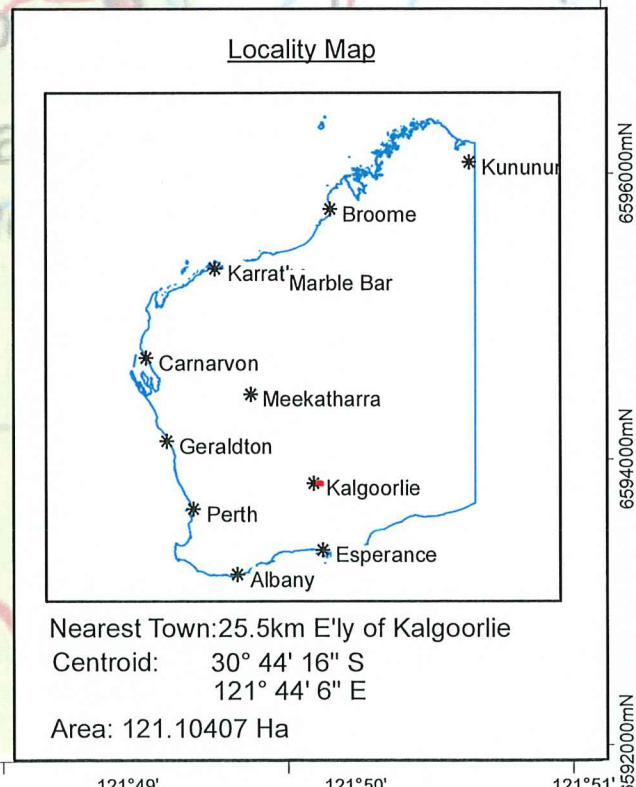 Locality Map
Kununur
Broome
Karrat'
Marble Bar
Carnarvon
Meekatharra
Geraldton
Kalgoorlie
Perth
Esperance
Albany
Nearest Town:25.5km E'ly of Kalgoorlie
Centroid: 30° 44' 16" S
121° 44' 6" E
Area: 121.10407 Ha
6596000mN
6594000mN
6592000mN
121°49'
121°50'
121°51'